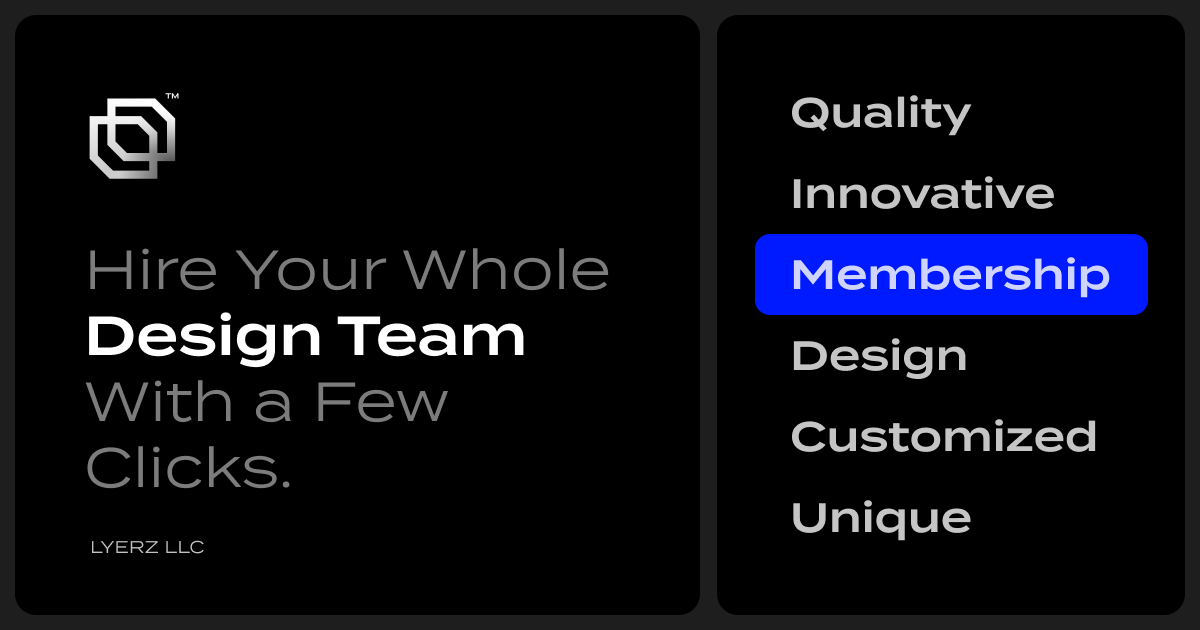 TM
Hire Your Whole
Design Team
With a Few
Clicks.
LYERZ LLC
Quality
Innovative
Membership
Design
Customized
Unique